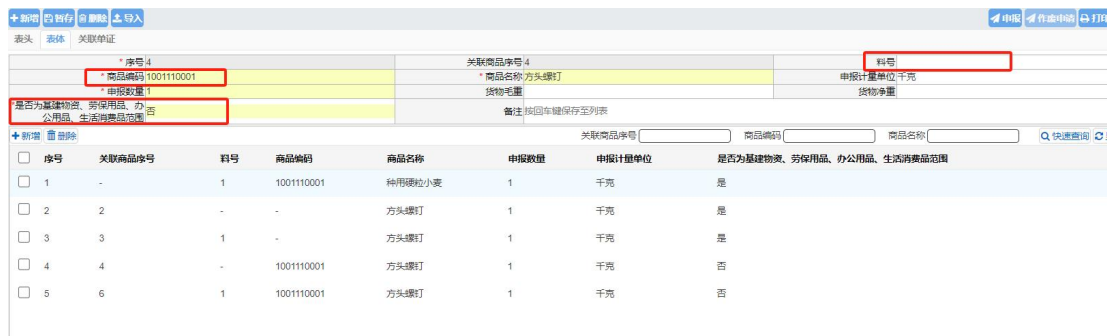 新增 暂存 删除 导入 申报 作废申请 打印
表头 表体 关联单证
*序号 4 关联商品序号 4 料号
*商品编码 1001110001 *商品名称 方头螺钉 申报计量单位 千克
*申报数量 1 货物毛重 货物净重
*是否为基建物资、劳保用品、办公用品、生活消费品范围 否 备注 按回车键保存至列表
新增 删除 关联商品序号 商品编码 商品名称 快速查询
序号 关联商品序号 料号 商品编码 商品名称 申报数量 申报计量单位 是否为基建物资、劳保用品、办公用品、生活消费品范围
1 - 1 1001110001 种用硬粒小麦 1 千克 是
2 2 - - 方头螺钉 1 千克 是
3 3 1 - 方头螺钉 1 千克 是
4 4 - 1001110001 方头螺钉 1 千克 否
5 6 1 1001110001 方头螺钉 1 千克 否